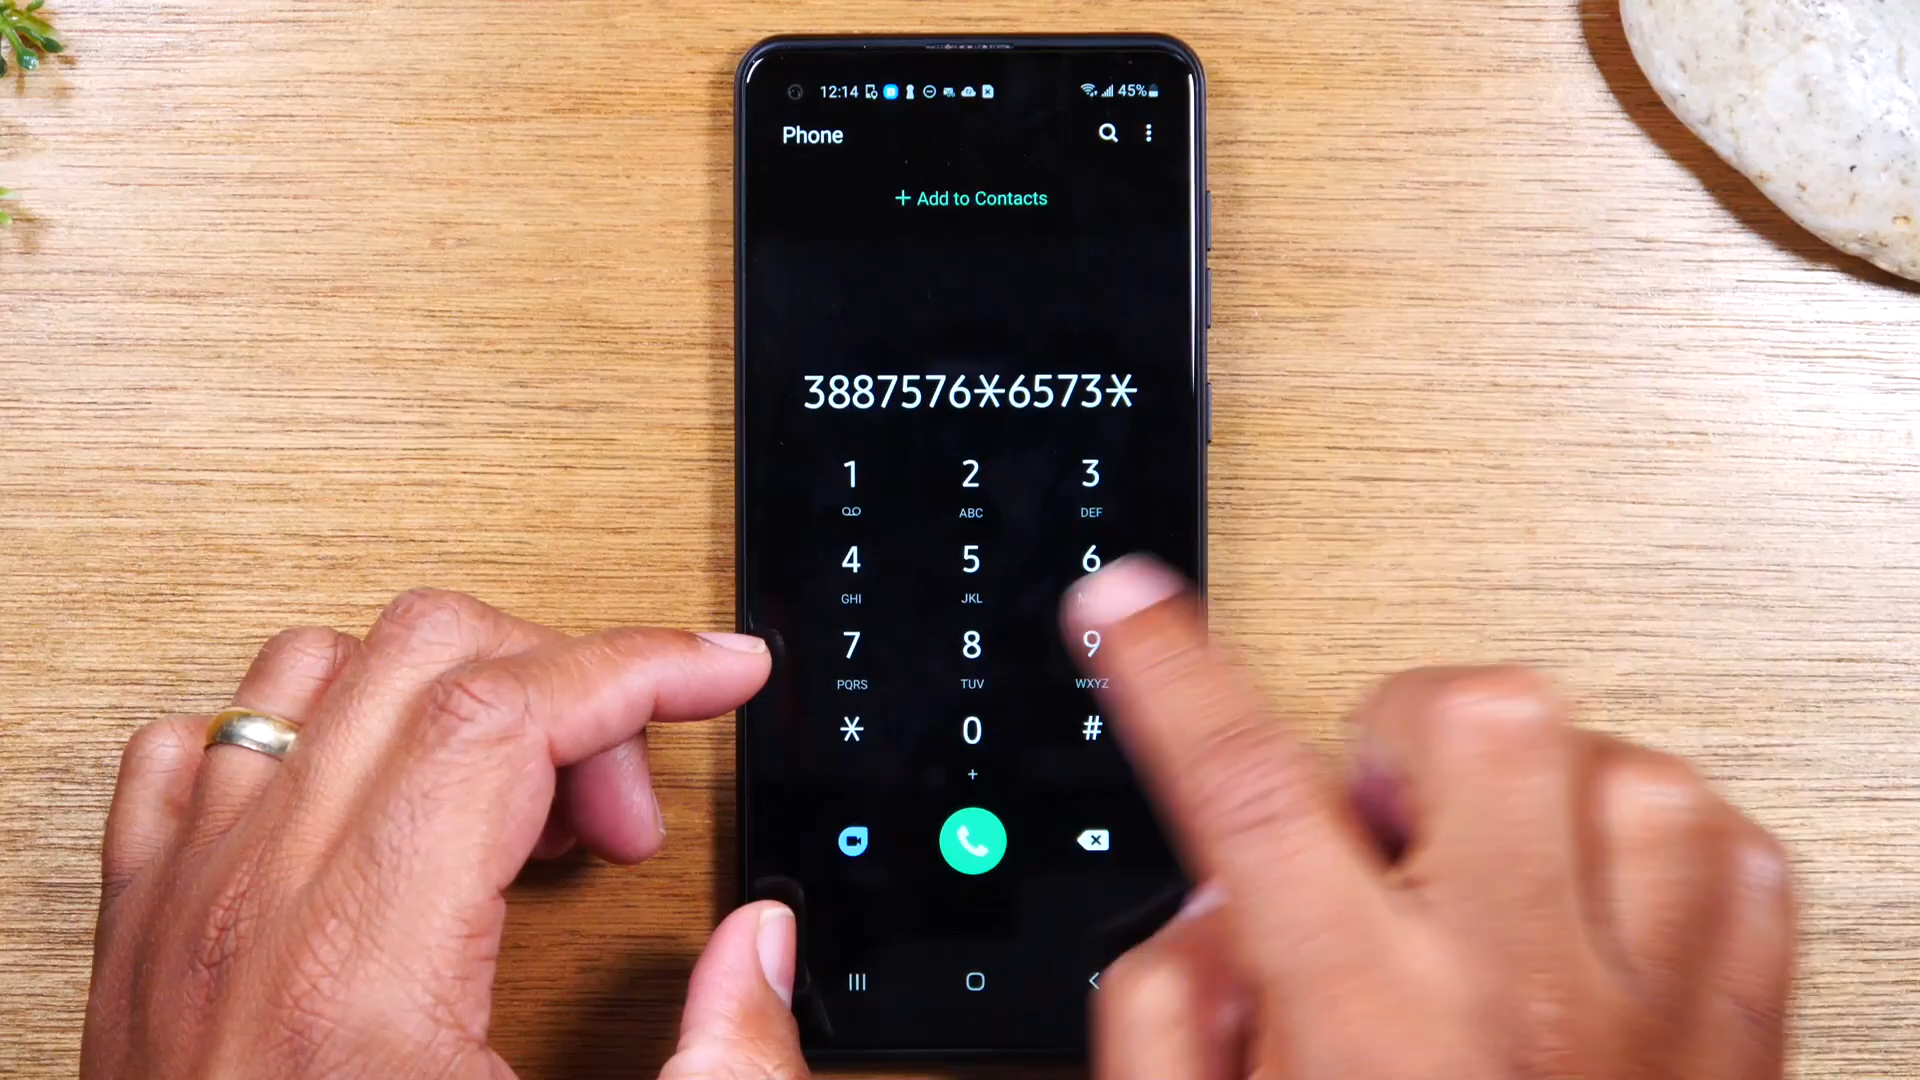 12:14
45%
Phone
+ Add to Contacts
3887576*6573*
1 2 3
ABC DEF
4 5 6
GHI JKL
7 8 9
PQRS TUV WXYZ
* 0 #
+